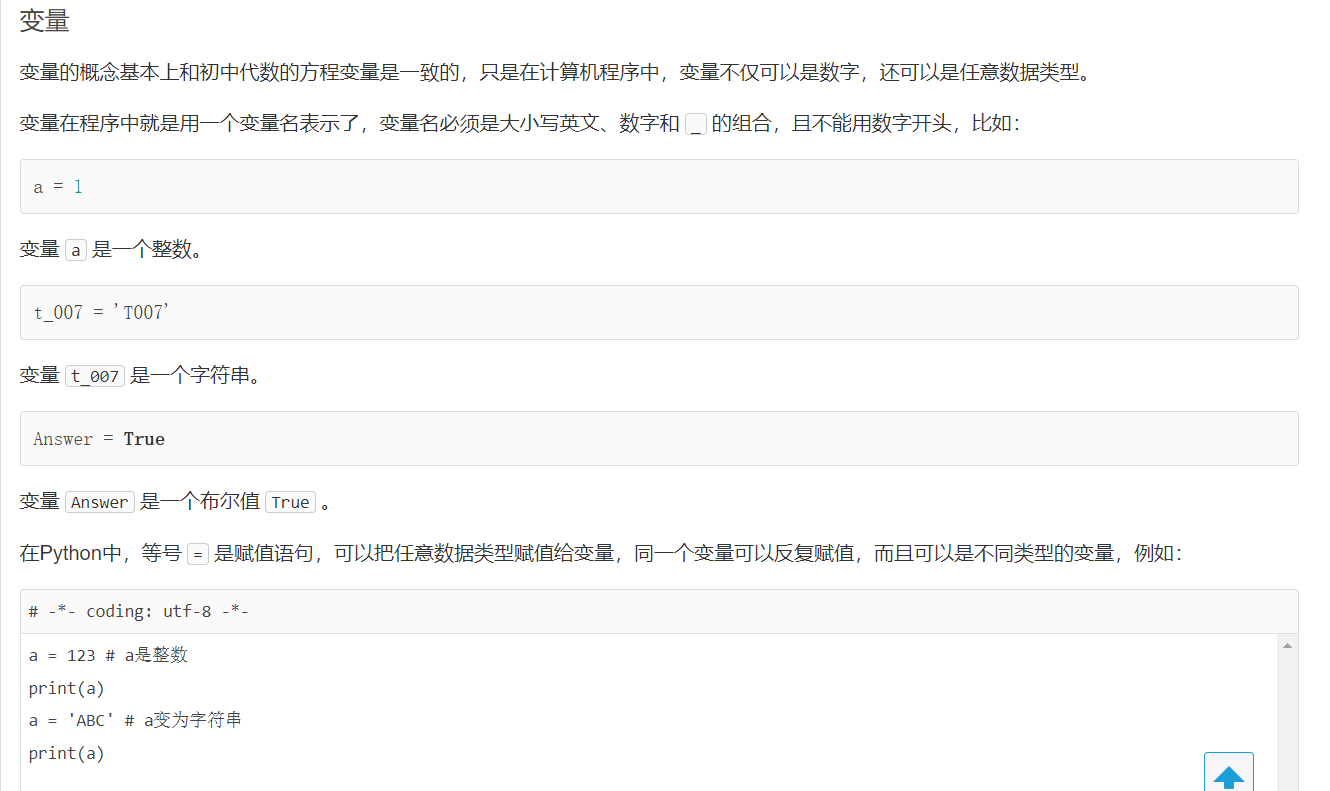 变量
变量的概念基本上和初中代数的方程变量是一致的，只是在计算机程序中，变量不仅可以是数字，还可以是任意数据类型。
变量在程序中就是用一个变量名表示了，变量名必须是大小写英文、数字和 _ 的组合，且不能用数字开头，比如：
a = 1
变量 a 是一个整数。
t_007 = 'T007'
变量 t_007 是一个字符串。
Answer = True
变量 Answer 是一个布尔值 True 。
在Python中，等号 = 是赋值语句，可以把任意数据类型赋值给变量，同一个变量可以反复赋值，而且可以是不同类型的变量，例如：
# -*- coding: utf-8 -*-
a = 123 # a是整数
print(a)
a = 'ABC' # a变为字符串
print(a)